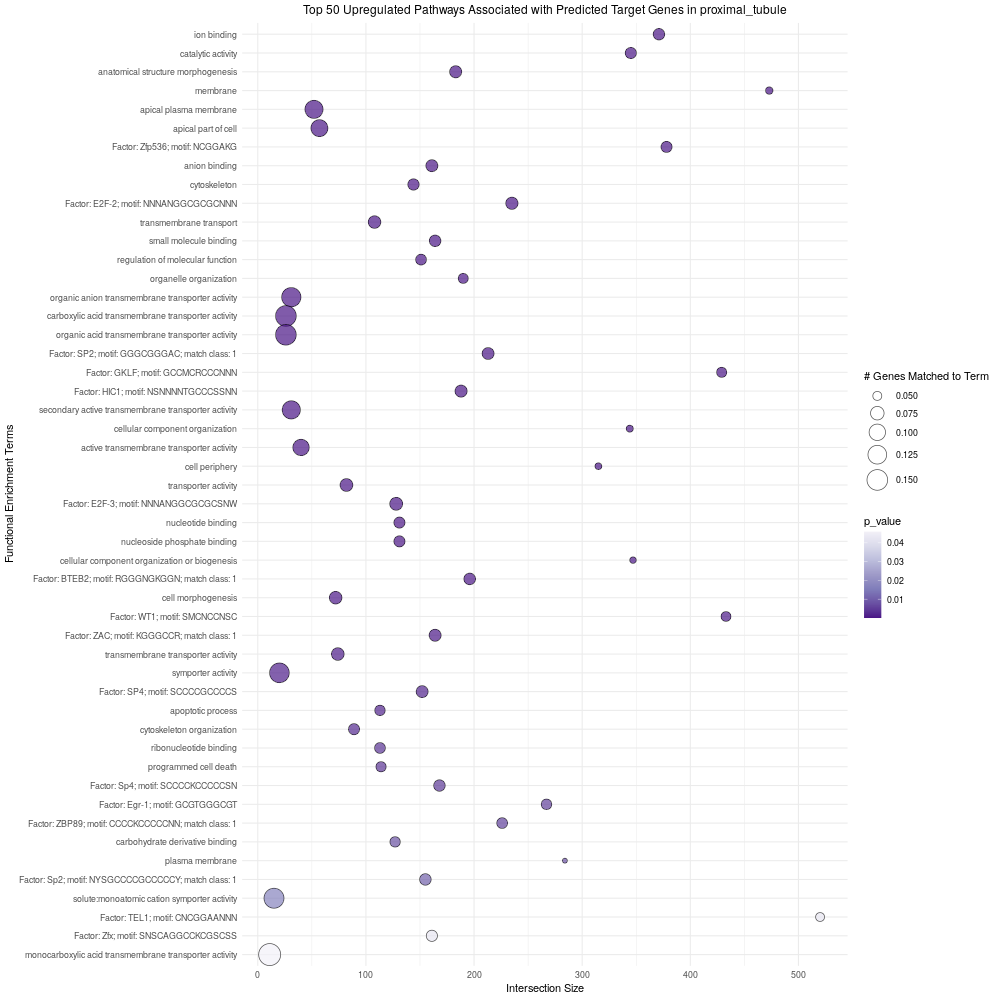 Top 50 Upregulated Pathways Associated with Predicted Target Genes in proximal_tubule
Functional Enrichment Terms
ion binding
catalytic activity
anatomical structure morphogenesis
membrane
apical plasma membrane
apical part of cell
Factor: Zfp536; motif: NCGGAKG
anion binding
cytoskeleton
Factor: E2F-2; motif: NNNANGGCGCGCNNN
transmembrane transport
small molecule binding
regulation of molecular function
organelle organization
organic anion transmembrane transporter activity
carboxylic acid transmembrane transporter activity
organic acid transmembrane transporter activity
Factor: SP2; motif: GGGCGGGAC; match class: 1
Factor: GKLF; motif: GCCMCRCCCNNN
Factor: HIC1; motif: NSNNNNTGCCCSSNN
secondary active transmembrane transporter activity
cellular component organization
active transmembrane transporter activity
cell periphery
transporter activity
Factor: E2F-3; motif: NNNANGGCGCGCSNW
nucleotide binding
nucleoside phosphate binding
cellular component organization or biogenesis
Factor: BTEB2; motif: RGGGNGKGGN; match class: 1
cell morphogenesis
Factor: WT1; motif: SMCNCCNSC
Factor: ZAC; motif: KGGGCCR; match class: 1
transmembrane transporter activity
symporter activity
Factor: SP4; motif: SCCCCGCCCCS
apoptotic process
cytoskeleton organization
ribonucleotide binding
programmed cell death
Factor: Sp4; motif: SCCCCKCCCCCSN
Factor: Egr-1; motif: GCGTGGGCGT
Factor: ZBP89; motif: CCCCKCCCCCNN; match class: 1
carbohydrate derivative binding
plasma membrane
Factor: Sp2; motif: NYSGCCCCGCCCCCY; match class: 1
solute:monoatomic cation symporter activity
Factor: TEL1; motif: CNCGGAANNN
Factor: Zfx; motif: SNSCAGGCCKCGSCSS
monocarboxylic acid transmembrane transporter activity
0 100 200 300 400 500
Intersection Size
# Genes Matched to Term
0.050
0.075
0.100
0.125
0.150
p_value
0.04
0.03
0.02
0.01